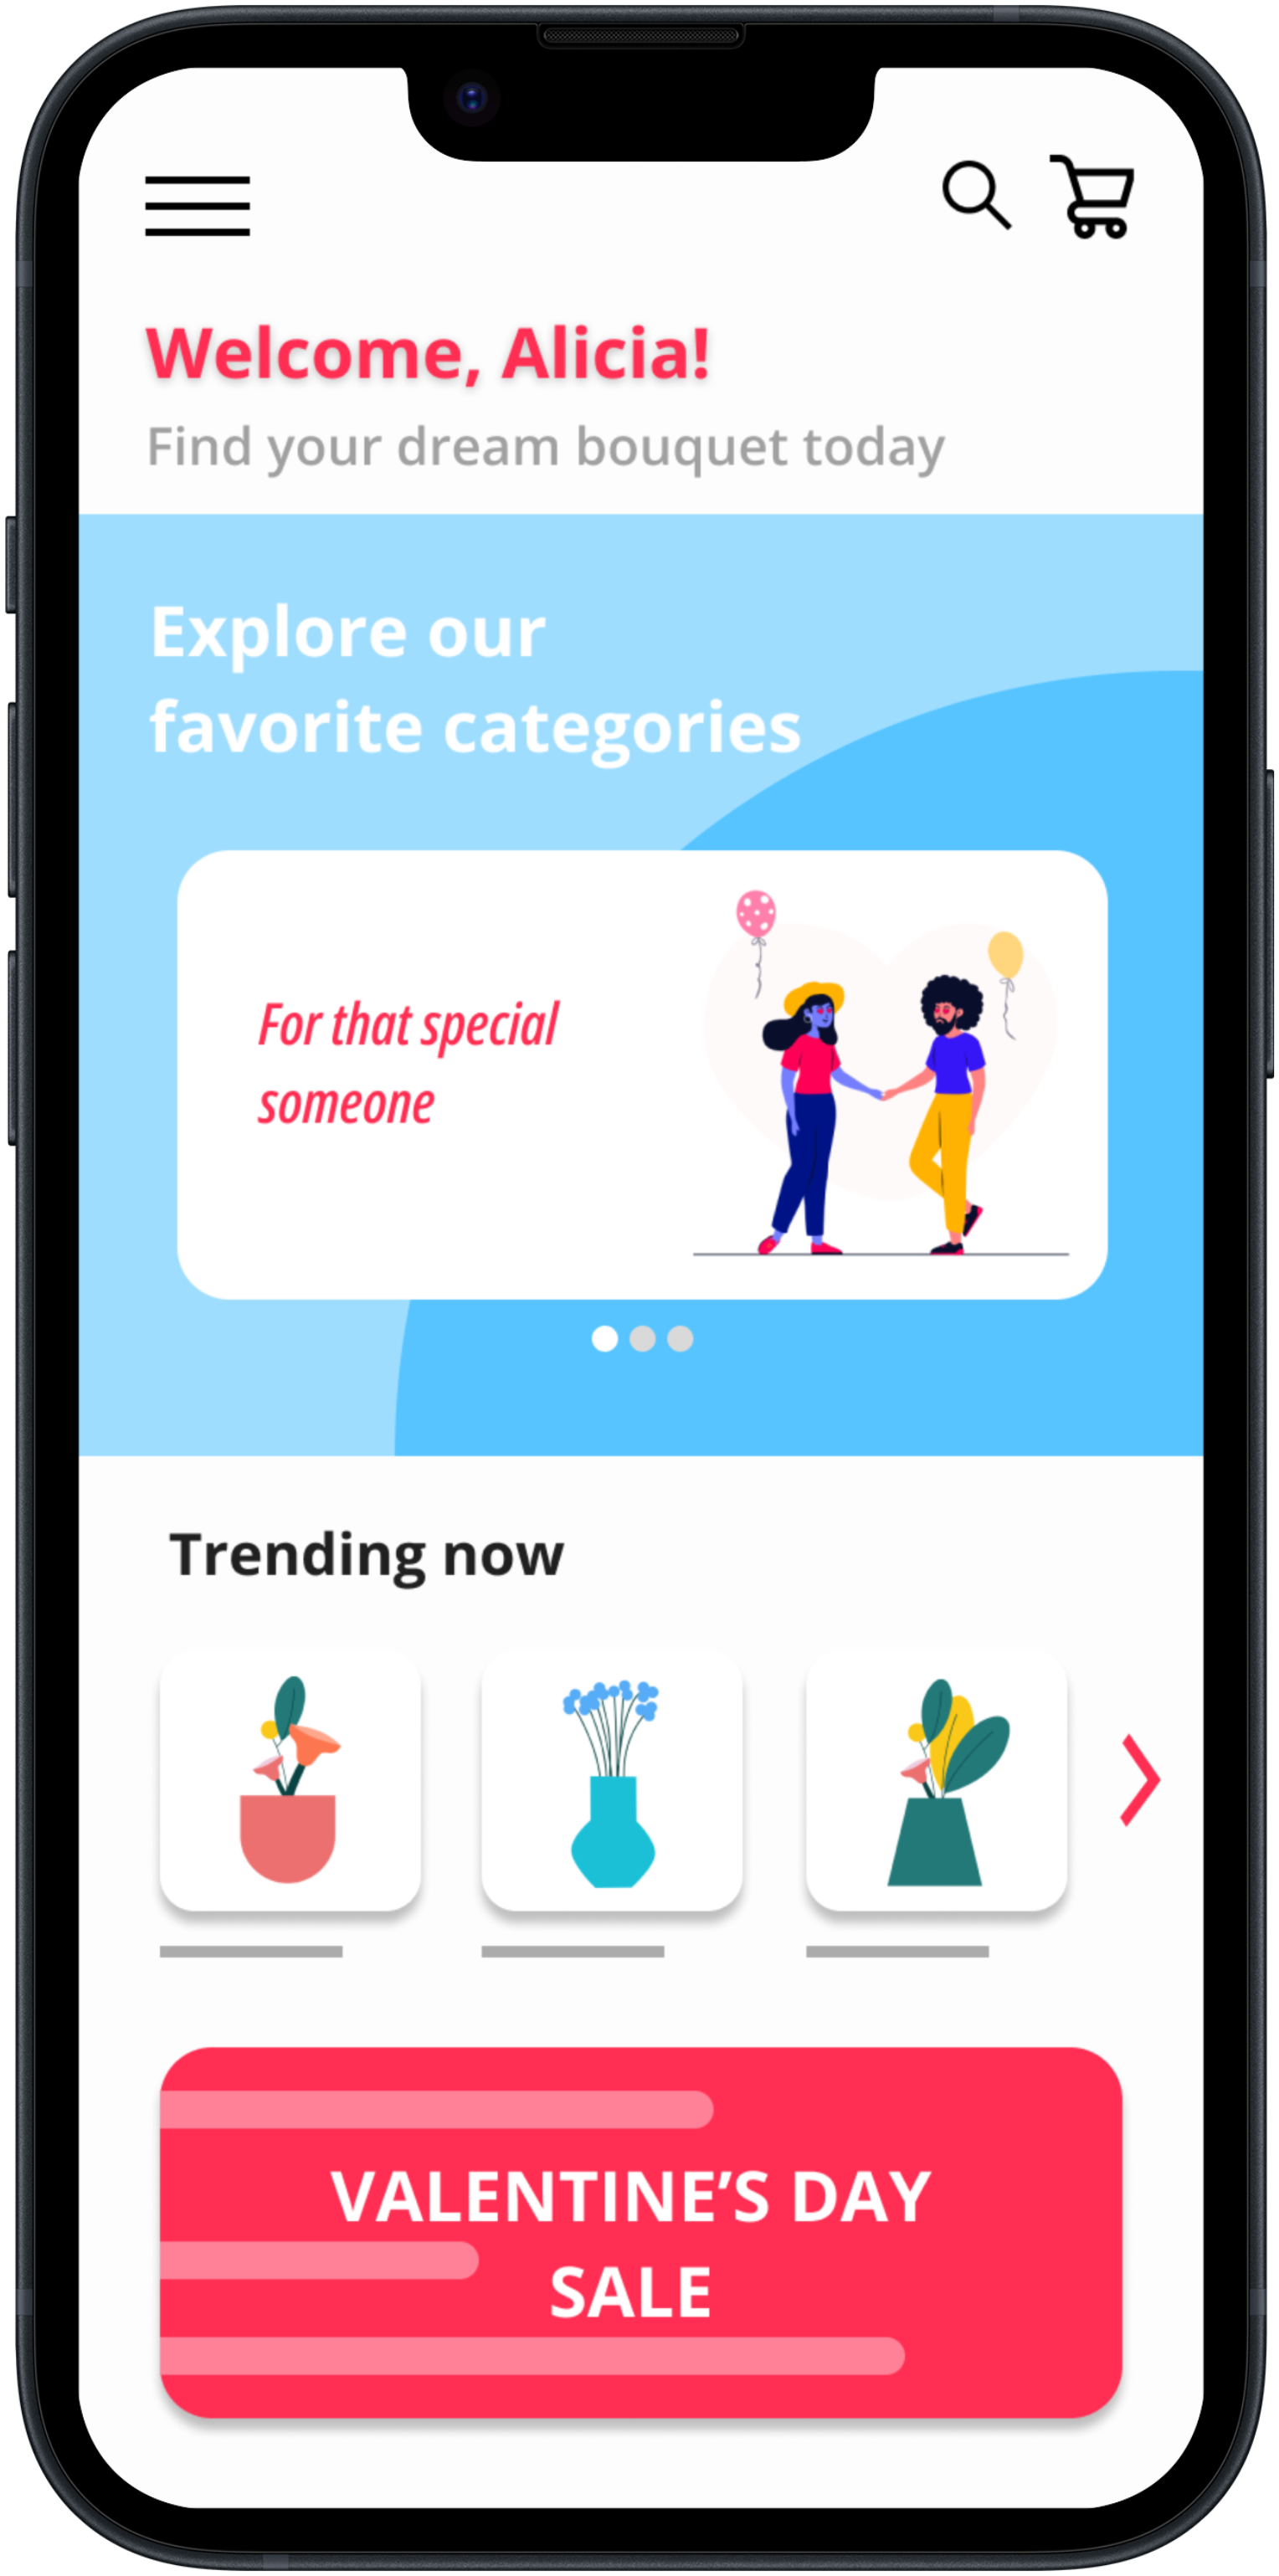 Welcome, Alicia!
Find your dream bouquet today
Explore our
favorite categories
For that special
someone
Trending now
VALENTINE’S DAY
SALE